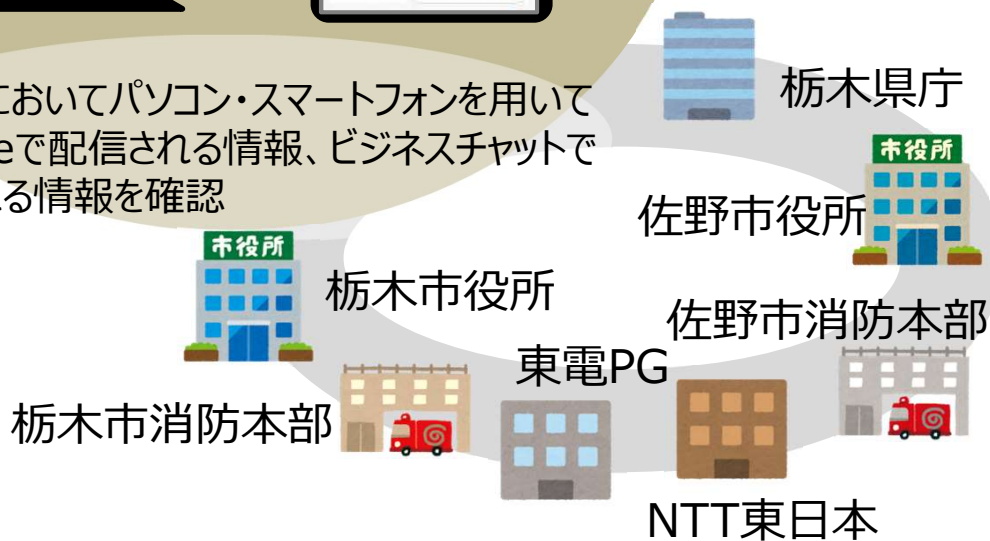 おいてパソコン・スマートフォンを用いて
eで配信される情報、ビジネスチャットで
る情報を確認
栃木県庁
市役所
佐野市役所
市役所
栃木市役所
佐野市消防本部
東電PG
栃木市消防本部
NTT東日本